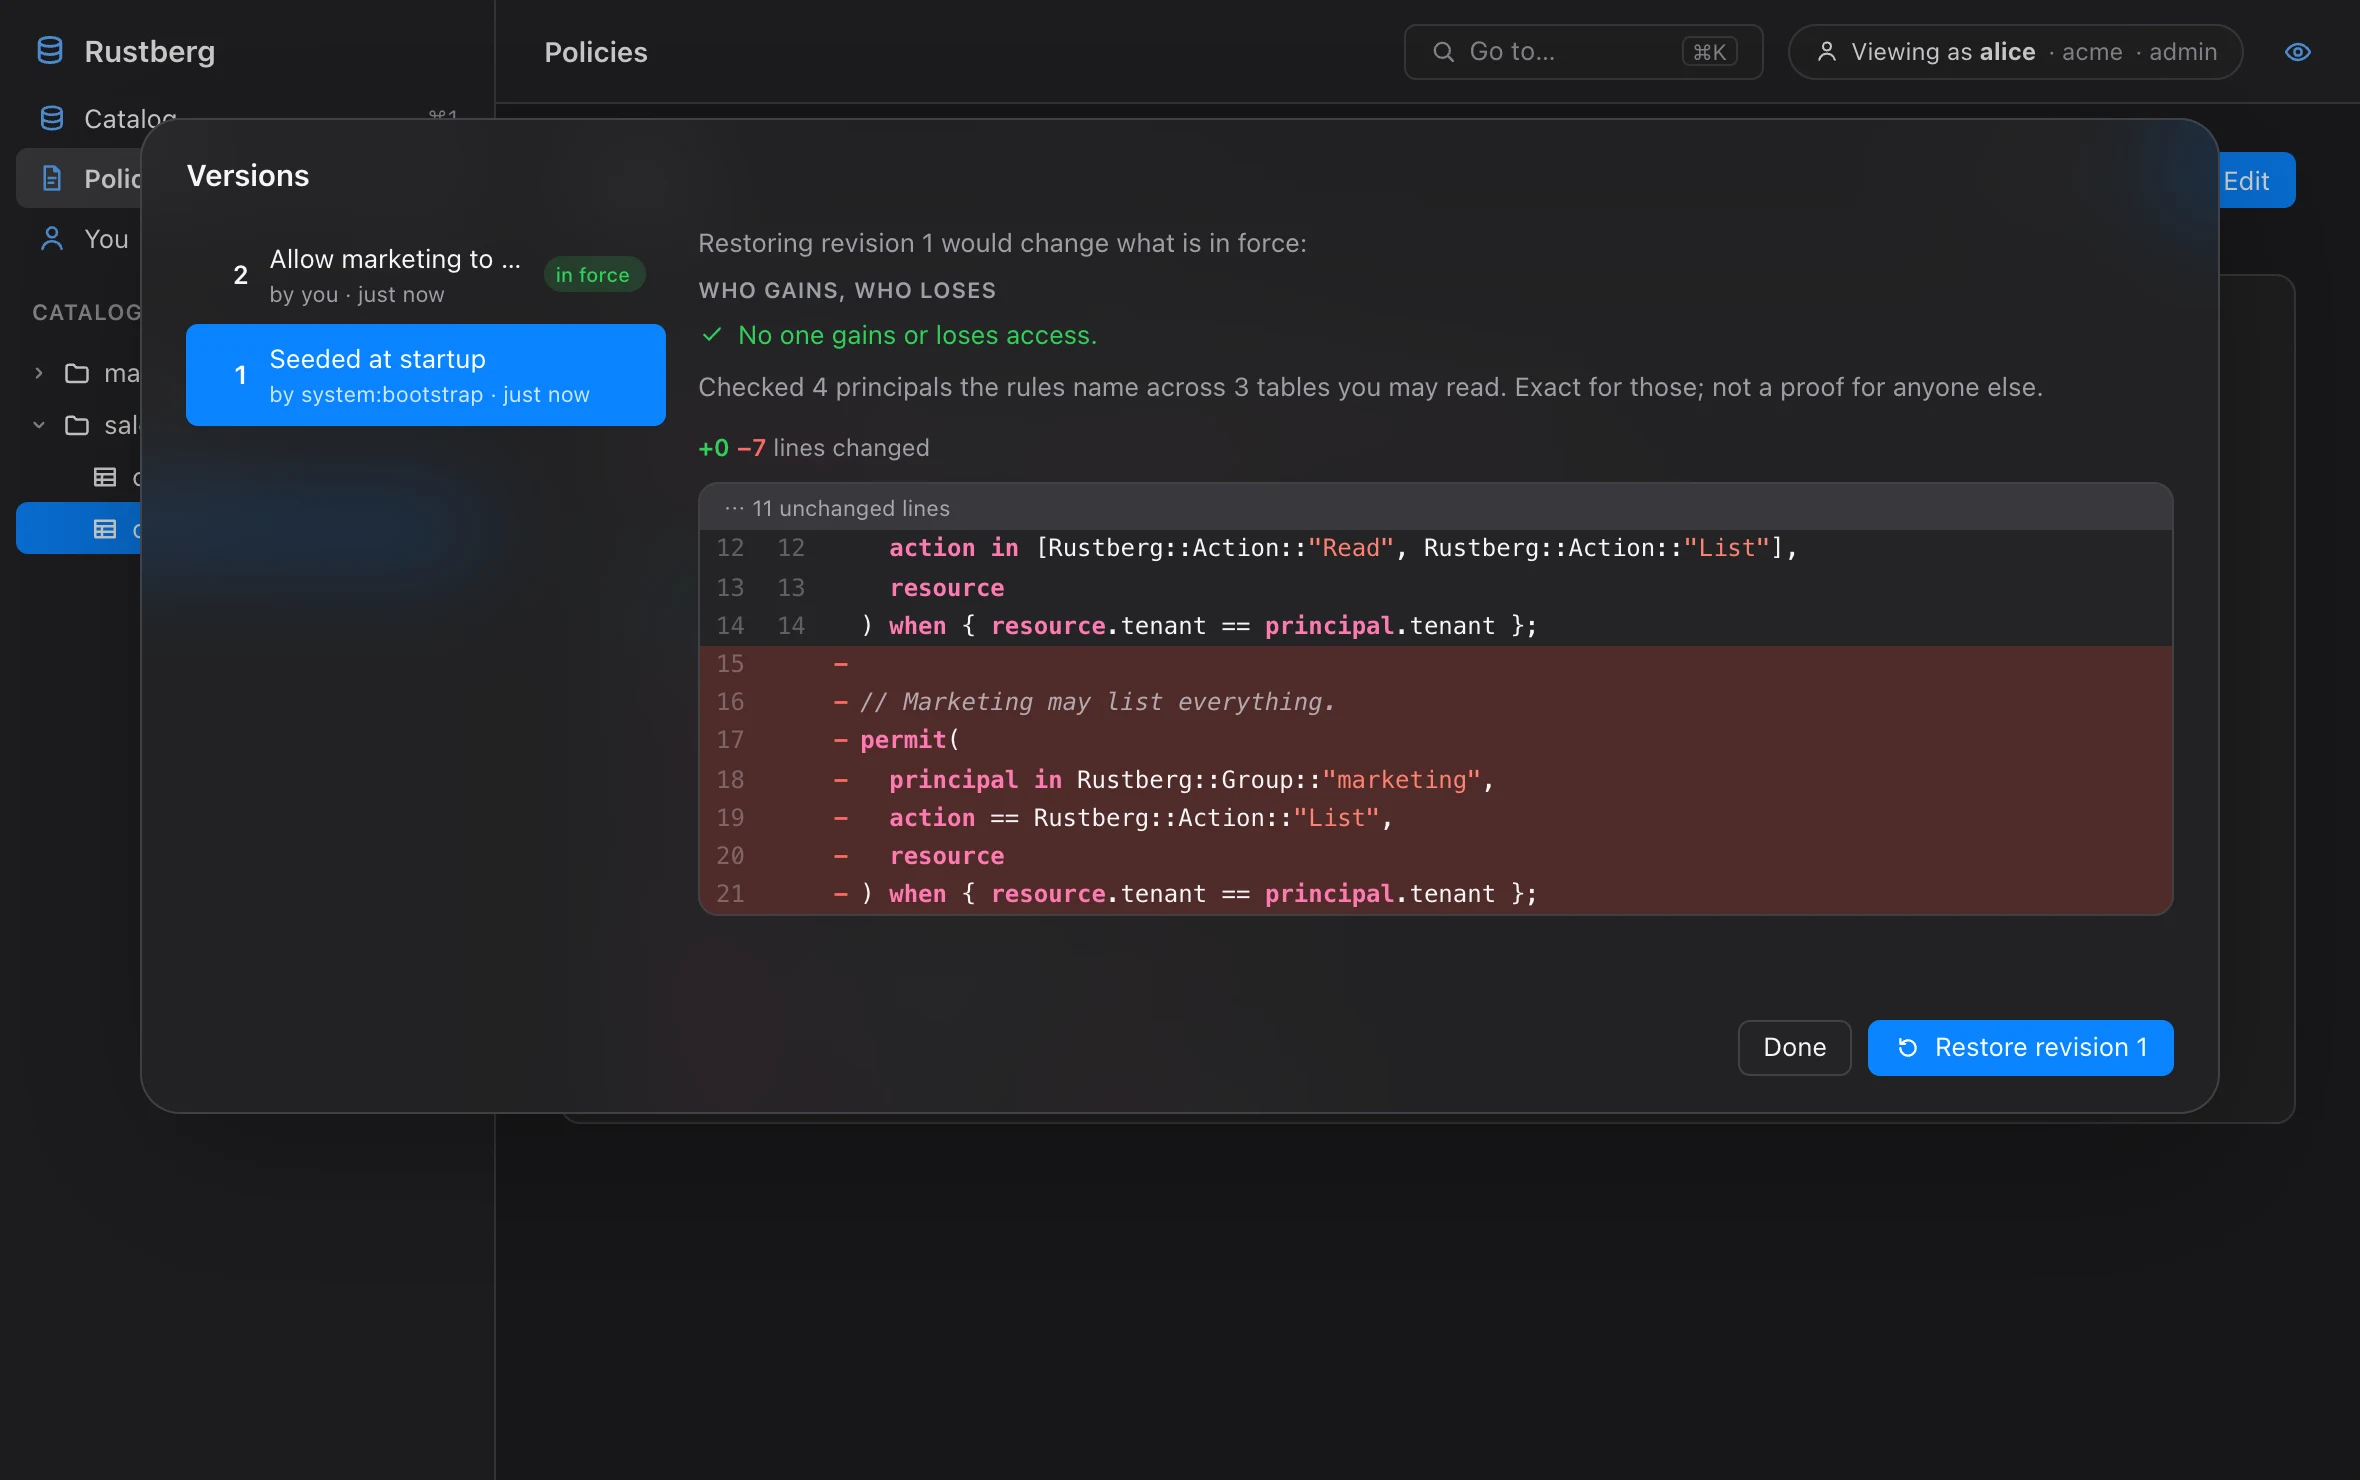 Rustberg
Policies
Go to...
⌘K
Viewing as alice · acme · admin
Catalog
⌘1
You
Edit
CATALOG
Versions
2
Allow marketing to ...
by you · just now
in force
1
Seeded at startup
by system:bootstrap · just now
Restoring revision 1 would change what is in force:
WHO GAINS, WHO LOSES
No one gains or loses access.
Checked 4 principals the rules name across 3 tables you may read. Exact for those; not a proof for anyone else.
+0 −7 lines changed
··· 11 unchanged lines
12 12 action in [Rustberg::Action::"Read", Rustberg::Action::"List"],
13 13 resource
14 14 ) when { resource.tenant == principal.tenant };
15 −
16 − // Marketing may list everything.
17 − permit(
18 − principal in Rustberg::Group::"marketing",
19 − action == Rustberg::Action::"List",
20 − resource
21 − ) when { resource.tenant == principal.tenant };
Done
Restore revision 1